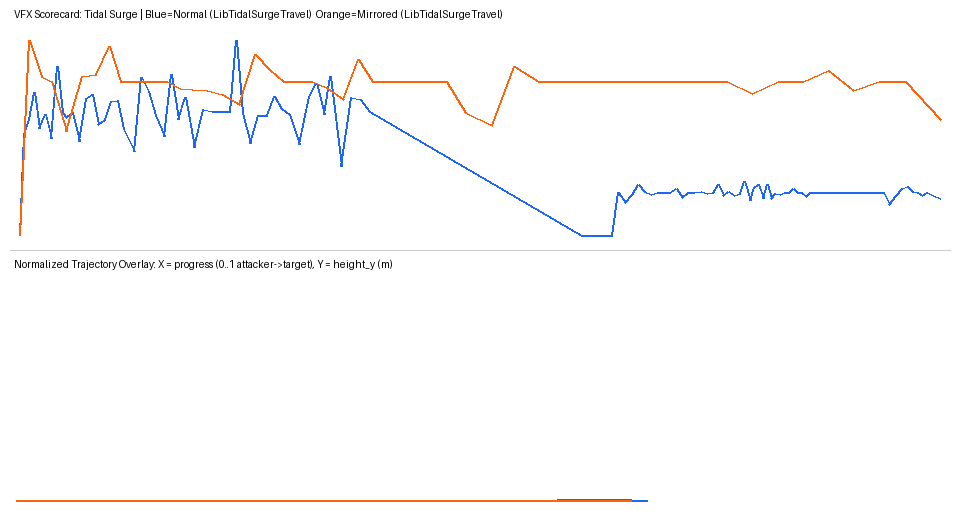 VFX Scorecard: Tidal Surge | Blue=Normal (LibTidalSurgeTravel) Orange=Mirrored (LibTidalSurgeTravel)
Normalized Trajectory Overlay: X = progress (0..1 attacker->target), Y = height_y (m)